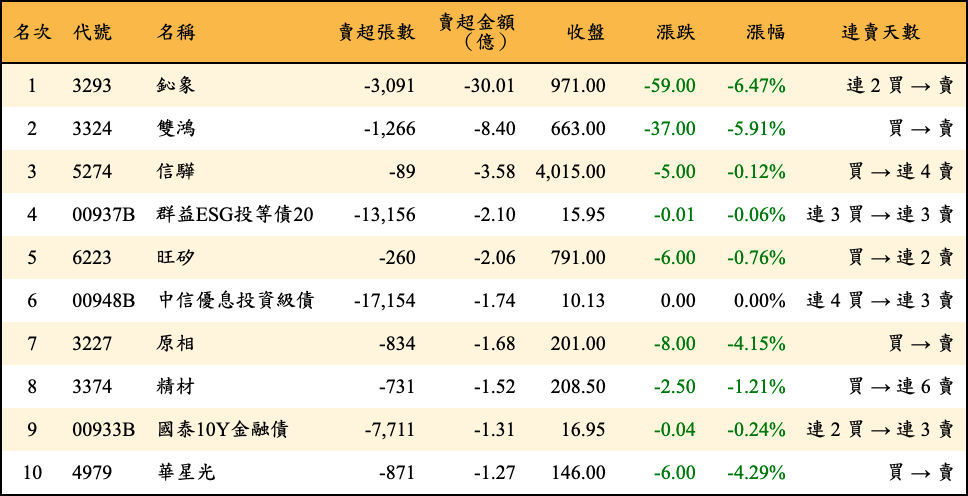 名次 代號 名稱 賣超張數 賣超金額（億） 收盤 漲跌 漲幅 連賣天數
1 3293 鈊象 -3,091 -30.01 971.00 -59.00 -6.47% 連 2 買 → 賣
2 3324 雙鴻 -1,266 -8.40 663.00 -37.00 -5.91% 買 → 賣
3 5274 信驊 -89 -3.58 4,015.00 -5.00 -0.12% 買 → 連 4 賣
4 00937B 群益ESG投等債20 -13,156 -2.10 15.95 -0.01 -0.06% 連 3 買 → 連 3 賣
5 6223 旺矽 -260 -2.06 791.00 -6.00 -0.76% 買 → 連 2 賣
6 00948B 中信優息投資級債 -17,154 -1.74 10.13 0.00 0.00% 連 4 買 → 連 3 賣
7 3227 原相 -834 -1.68 201.00 -8.00 -4.15% 買 → 賣
8 3374 精材 -731 -1.52 208.50 -2.50 -1.21% 買 → 連 6 賣
9 00933B 國泰10Y金融債 -7,711 -1.31 16.95 -0.04 -0.24% 連 2 買 → 連 3 賣
10 4979 華星光 -871 -1.27 146.00 -6.00 -4.29% 買 → 賣